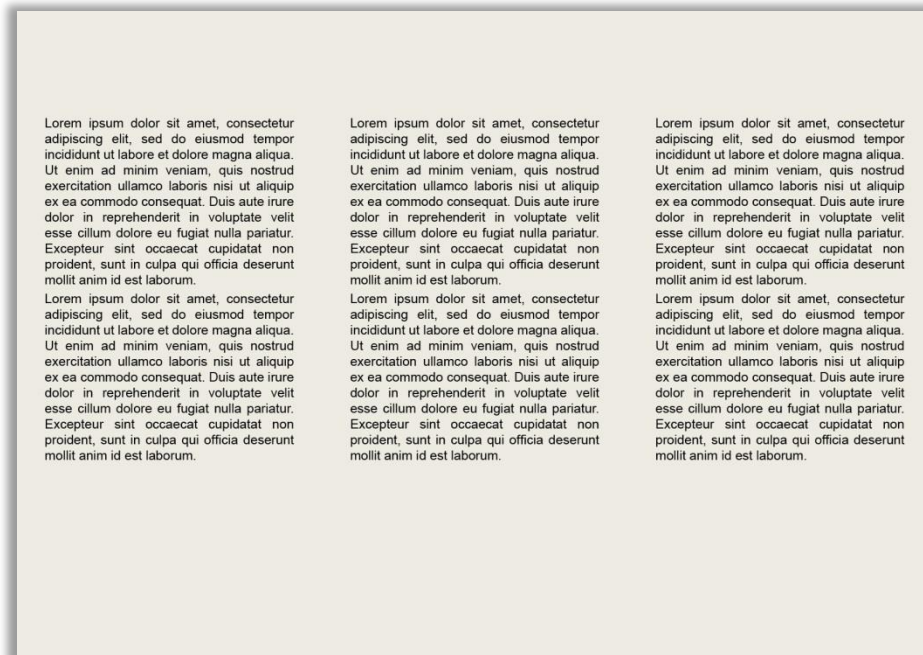 Lorem ipsum dolor sit amet, consectetur
adipiscing elit, sed do eiusmod tempor
incididunt ut labore et dolore magna aliqua.
Ut enim ad minim veniam, quis nostrud
exercitation ullamco laboris nisi ut aliquip
ex ea commodo consequat. Duis aute irure
dolor in reprehenderit in voluptate velit
esse cillum dolore eu fugiat nulla pariatur.
Excepteur sint occaecat cupidatat non
proident, sunt in culpa qui officia deserunt
mollit anim id est laborum.
Lorem ipsum dolor sit amet, consectetur
adipiscing elit, sed do eiusmod tempor
incididunt ut labore et dolore magna aliqua.
Ut enim ad minim veniam, quis nostrud
exercitation ullamco laboris nisi ut aliquip
ex ea commodo consequat. Duis aute irure
dolor in reprehenderit in voluptate velit
esse cillum dolore eu fugiat nulla pariatur.
Excepteur sint occaecat cupidatat non
proident, sunt in culpa qui officia deserunt
mollit anim id est laborum.
Lorem ipsum dolor sit amet, consectetur
adipiscing elit, sed do eiusmod tempor
incididunt ut labore et dolore magna aliqua.
Ut enim ad minim veniam, quis nostrud
exercitation ullamco laboris nisi ut aliquip
ex ea commodo consequat. Duis aute irure
dolor in reprehenderit in voluptate velit
esse cillum dolore eu fugiat nulla pariatur.
Excepteur sint occaecat cupidatat non
proident, sunt in culpa qui officia deserunt
mollit anim id est laborum.
Lorem ipsum dolor sit amet, consectetur
adipiscing elit, sed do eiusmod tempor
incididunt ut labore et dolore magna aliqua.
Ut enim ad minim veniam, quis nostrud
exercitation ullamco laboris nisi ut aliquip
ex ea commodo consequat. Duis aute irure
dolor in reprehenderit in voluptate velit
esse cillum dolore eu fugiat nulla pariatur.
Excepteur sint occaecat cupidatat non
proident, sunt in culpa qui officia deserunt
mollit anim id est laborum.
Lorem ipsum dolor sit amet, consectetur
adipiscing elit, sed do eiusmod tempor
incididunt ut labore et dolore magna aliqua.
Ut enim ad minim veniam, quis nostrud
exercitation ullamco laboris nisi ut aliquip
ex ea commodo consequat. Duis aute irure
dolor in reprehenderit in voluptate velit
esse cillum dolore eu fugiat nulla pariatur.
Excepteur sint occaecat cupidatat non
proident, sunt in culpa qui officia deserunt
mollit anim id est laborum.
Lorem ipsum dolor sit amet, consectetur
adipiscing elit, sed do eiusmod tempor
incididunt ut labore et dolore magna aliqua.
Ut enim ad minim veniam, quis nostrud
exercitation ullamco laboris nisi ut aliquip
ex ea commodo consequat. Duis aute irure
dolor in reprehenderit in voluptate velit
esse cillum dolore eu fugiat nulla pariatur.
Excepteur sint occaecat cupidatat non
proident, sunt in culpa qui officia deserunt
mollit anim id est laborum.